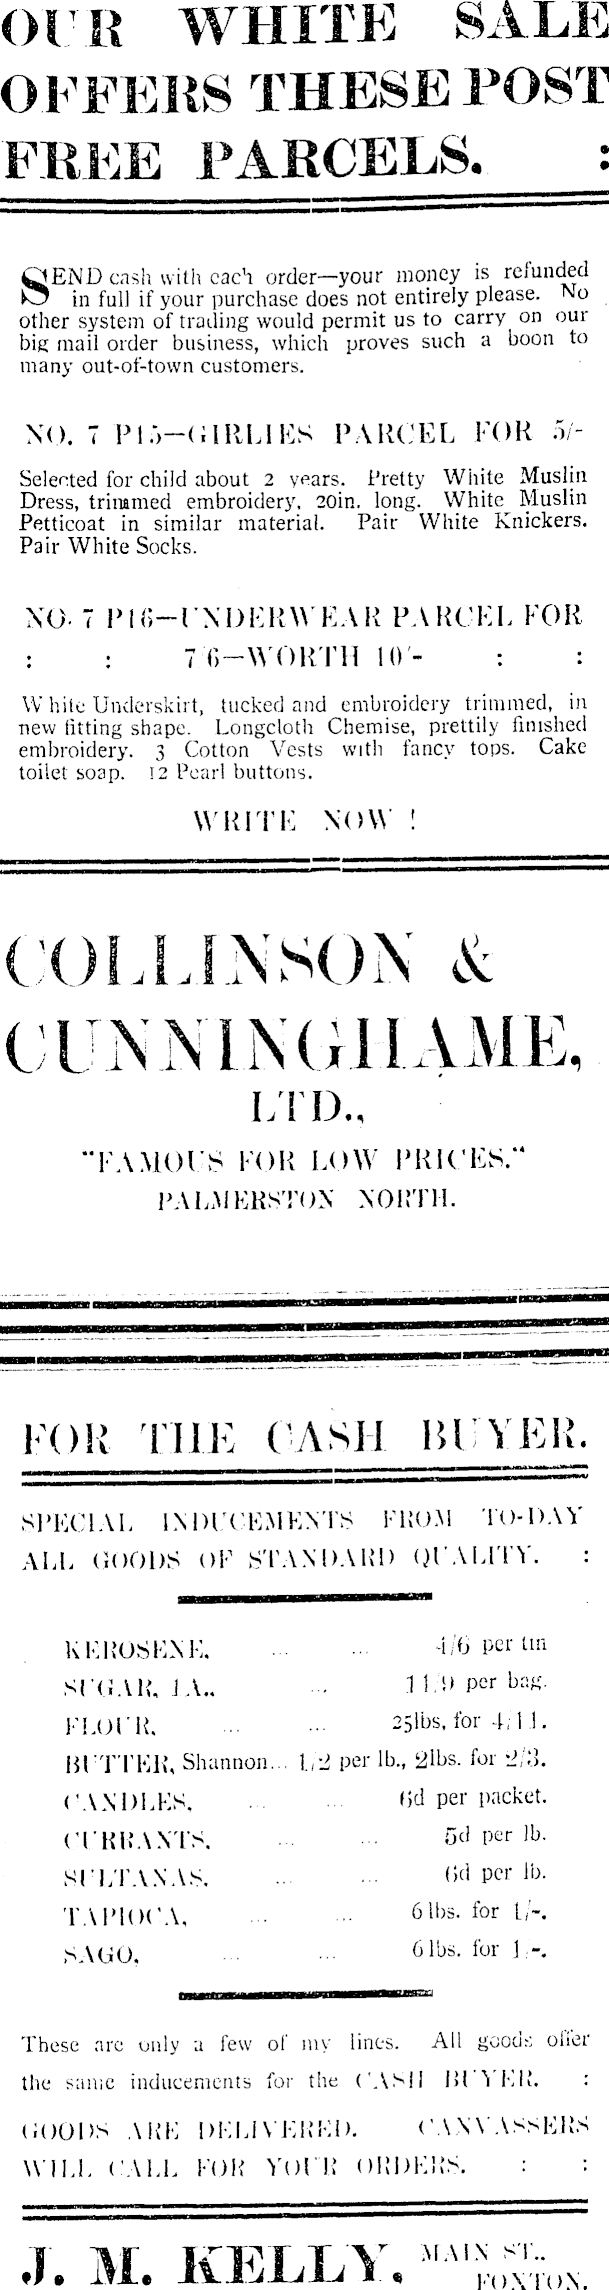 OUR WHITE SALE
OFFERS THESE POST
FREE PARCELS. :
SEND cash with each order—your money is refunded
in full if your purchase does not entirely please. No
other system of trading would permit us to carry on our
big mail order business, which proves such a boon to
many out-of-town customers.
NO. 7 P15—GIRLIES PARCEL FOR 5/-
Selected for child about 2 years. Pretty White Muslin
Dress, trimmed embroidery, 20in. long. White Muslin
Petticoat in similar material. Pair White Knickers.
Pair White Socks.
NO. 7 P16—UNDERWEAR PARCEL FOR
: : 7/6—WORTH 10/- : :
White Underskirt, tucked and embroidery trimmed, in
new fitting shape. Longcloth Chemise, prettily finished
embroidery. 3 Cotton Vests with fancy tops. Cake
toilet soap. 12 Pearl buttons.
WRITE NOW !
COLLINSON &
CUNNINGHAME,
LTD.,
"FAMOUS FOR LOW PRICES."
PALMERSTON NORTH.
FOR THE CASH BUYER.
SPECIAL INDUCEMENTS FROM TO-DAY
ALL GOODS OF STANDARD QUALITY. :
KEROSENE, ... ... 4/6 per tin
SUGAR, 1A., ... 11/9 per bag.
FLOUR, ... ... 25lbs, for 4/11.
BUTTER, Shannon... 1/2 per lb., 2lbs. for 2/3.
CANDLES, ... ... 6d per packet.
CURRANTS, ... ... 5d per lb.
SULTANAS, ... ... 6d per lb.
TAPIOCA, ... ... 6lbs. for 1/-.
SAGO, ... ... 6lbs. for 1/-.
These are only a few of my lines. All goods offer
the same inducements for the CASH BUYER. :
GOODS ARE DELIVERED. CANVASSERS
WILL CALL FOR YOUR ORDERS. : :
J. M. KELLY, MAIN ST.,
FOXTON.